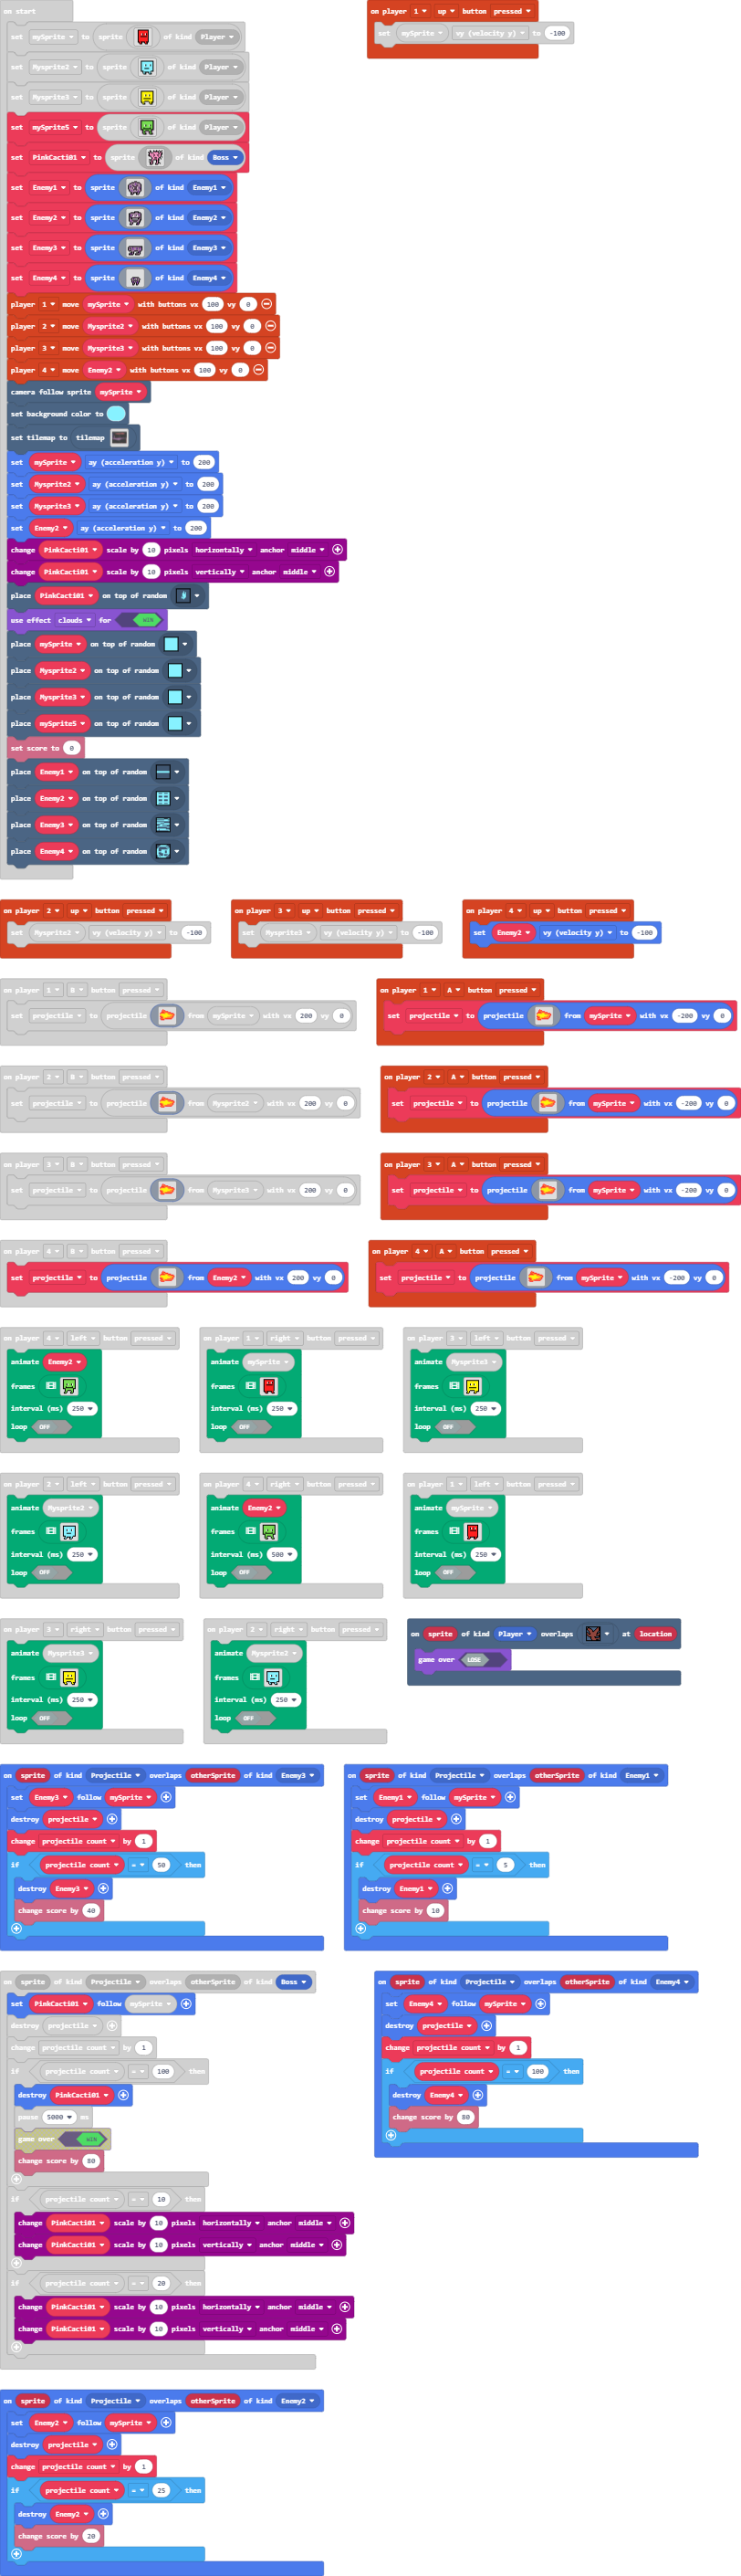 on start
set mySprite to sprite of kind Player
set Mysprite2 to sprite of kind Player
set Mysprite3 to sprite of kind Player
set mySprite5 to sprite of kind Player
set PinkCacti01 to sprite of kind Boss
set Enemy1 to sprite of kind Enemy1
set Enemy2 to sprite of kind Enemy2
set Enemy3 to sprite of kind Enemy3
set Enemy4 to sprite of kind Enemy4
player 1 move mySprite with buttons vx 100 vy 0
player 2 move Mysprite2 with buttons vx 100 vy 0
player 3 move Mysprite3 with buttons vx 100 vy 0
player 4 move Enemy2 with buttons vx 100 vy 0
camera follow sprite mySprite
set background color to
set tilemap to tilemap
set mySprite ay (acceleration y) to 200
set Mysprite2 ay (acceleration y) to 200
set Mysprite3 ay (acceleration y) to 200
set Enemy2 ay (acceleration y) to 200
change PinkCacti01 scale by 10 pixels horizontally anchor middle
change PinkCacti01 scale by 10 pixels vertically anchor middle
place PinkCacti01 on top of random
use effect clouds for WIN
place mySprite on top of random
place Mysprite2 on top of random
place Mysprite3 on top of random
place mySprite5 on top of random
set score to 0
place Enemy1 on top of random
place Enemy2 on top of random
place Enemy3 on top of random
place Enemy4 on top of random
on player 1 up button pressed
set mySprite vy (velocity y) to -100
on player 2 up button pressed
set Mysprite2 vy (velocity y) to -100
on player 3 up button pressed
set Mysprite3 vy (velocity y) to -100
on player 4 up button pressed
set Enemy2 vy (velocity y) to -100
on player 1 B button pressed
set projectile to projectile from mySprite with vx 200 vy 0
on player 1 A button pressed
set projectile to projectile from mySprite with vx -200 vy 0
on player 2 B button pressed
set projectile to projectile from Mysprite2 with vx 200 vy 0
on player 2 A button pressed
set projectile to projectile from mySprite with vx -200 vy 0
on player 3 B button pressed
set projectile to projectile from Mysprite3 with vx 200 vy 0
on player 3 A button pressed
set projectile to projectile from mySprite with vx -200 vy 0
on player 4 B button pressed
set projectile to projectile from Enemy2 with vx 200 vy 0
on player 4 A button pressed
set projectile to projectile from mySprite with vx -200 vy 0
on player 4 left button pressed
animate Enemy2
frames
interval (ms) 250
loop OFF
on player 1 right button pressed
animate mySprite
frames
interval (ms) 250
loop OFF
on player 3 left button pressed
animate Mysprite3
frames
interval (ms) 250
loop OFF
on player 2 left button pressed
animate Mysprite2
frames
interval (ms) 250
loop OFF
on player 4 right button pressed
animate Enemy2
frames
interval (ms) 500
loop OFF
on player 1 left button pressed
animate mySprite
frames
interval (ms) 250
loop OFF
on player 3 right button pressed
animate Mysprite3
frames
interval (ms) 250
loop OFF
on player 2 right button pressed
animate Mysprite2
frames
interval (ms) 250
loop OFF
on sprite of kind Player overlaps at location
game over LOSE
on sprite of kind Projectile overlaps otherSprite of kind Enemy3
set Enemy3 follow mySprite
destroy projectile
change projectile count by 1
if projectile count = 50 then
destroy Enemy3
change score by 40
on sprite of kind Projectile overlaps otherSprite of kind Enemy1
set Enemy1 follow mySprite
destroy projectile
change projectile count by 1
if projectile count = 5 then
destroy Enemy1
change score by 10
on sprite of kind Projectile overlaps otherSprite of kind Boss
set PinkCacti01 follow mySprite
destroy projectile
change projectile count by 1
if projectile count = 100 then
destroy PinkCacti01
pause 5000 ms
game over WIN
change score by 80
if projectile count = 10 then
change PinkCacti01 scale by 10 pixels horizontally anchor middle
change PinkCacti01 scale by 10 pixels vertically anchor middle
if projectile count = 20 then
change PinkCacti01 scale by 10 pixels horizontally anchor middle
change PinkCacti01 scale by 10 pixels vertically anchor middle
on sprite of kind Projectile overlaps otherSprite of kind Enemy4
set Enemy4 follow mySprite
destroy projectile
change projectile count by 1
if projectile count = 100 then
destroy Enemy4
change score by 80
on sprite of kind Projectile overlaps otherSprite of kind Enemy2
set Enemy2 follow mySprite
destroy projectile
change projectile count by 1
if projectile count = 25 then
destroy Enemy2
change score by 20